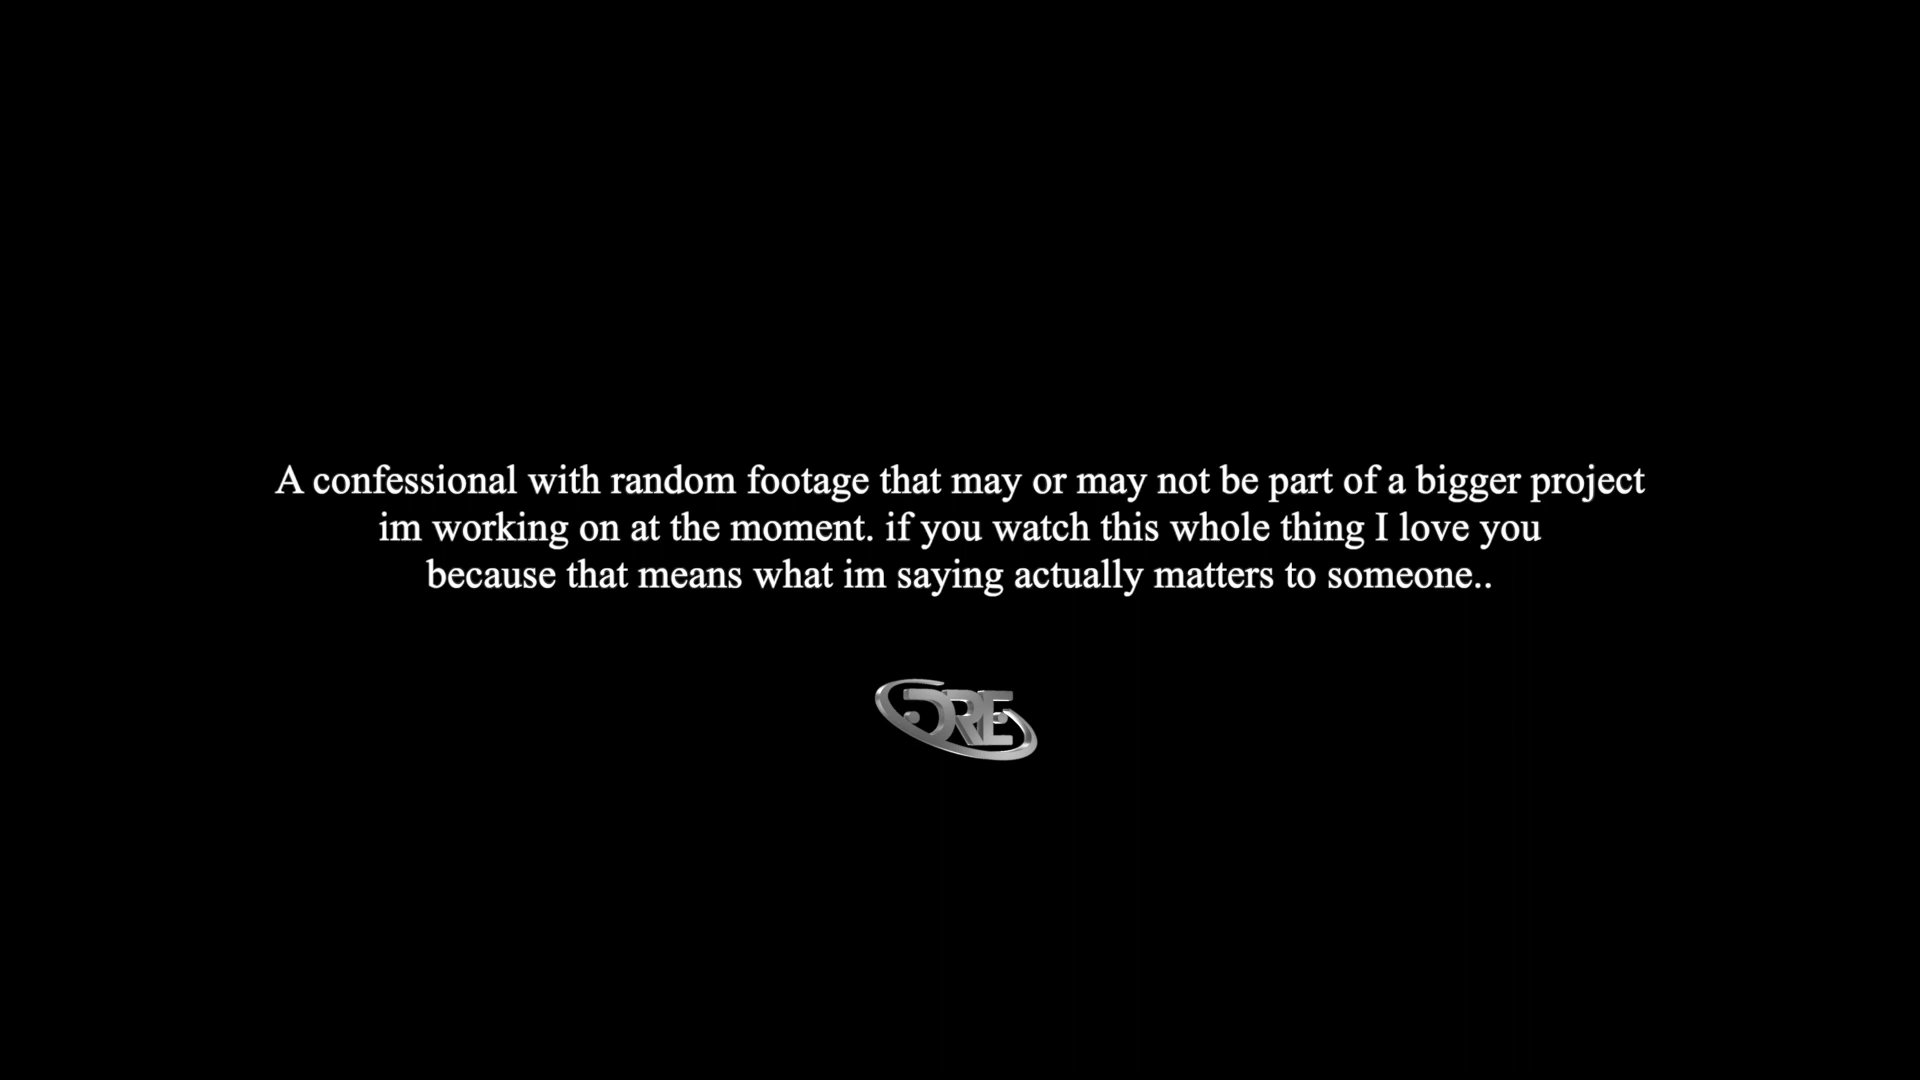 A confessional with random footage that may or may not be part of a bigger project
im working on at the moment. if you watch this whole thing I love you
because that means what im saying actually matters to someone..
DRE